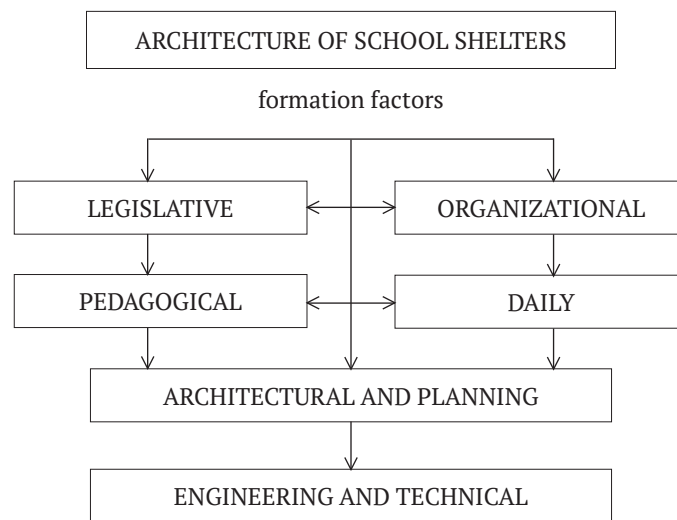 ARCHITECTURE OF SCHOOL SHELTERS
formation factors
LEGISLATIVE
ORGANIZATIONAL
PEDAGOGICAL
DAILY
ARCHITECTURAL AND PLANNING
ENGINEERING AND TECHNICAL